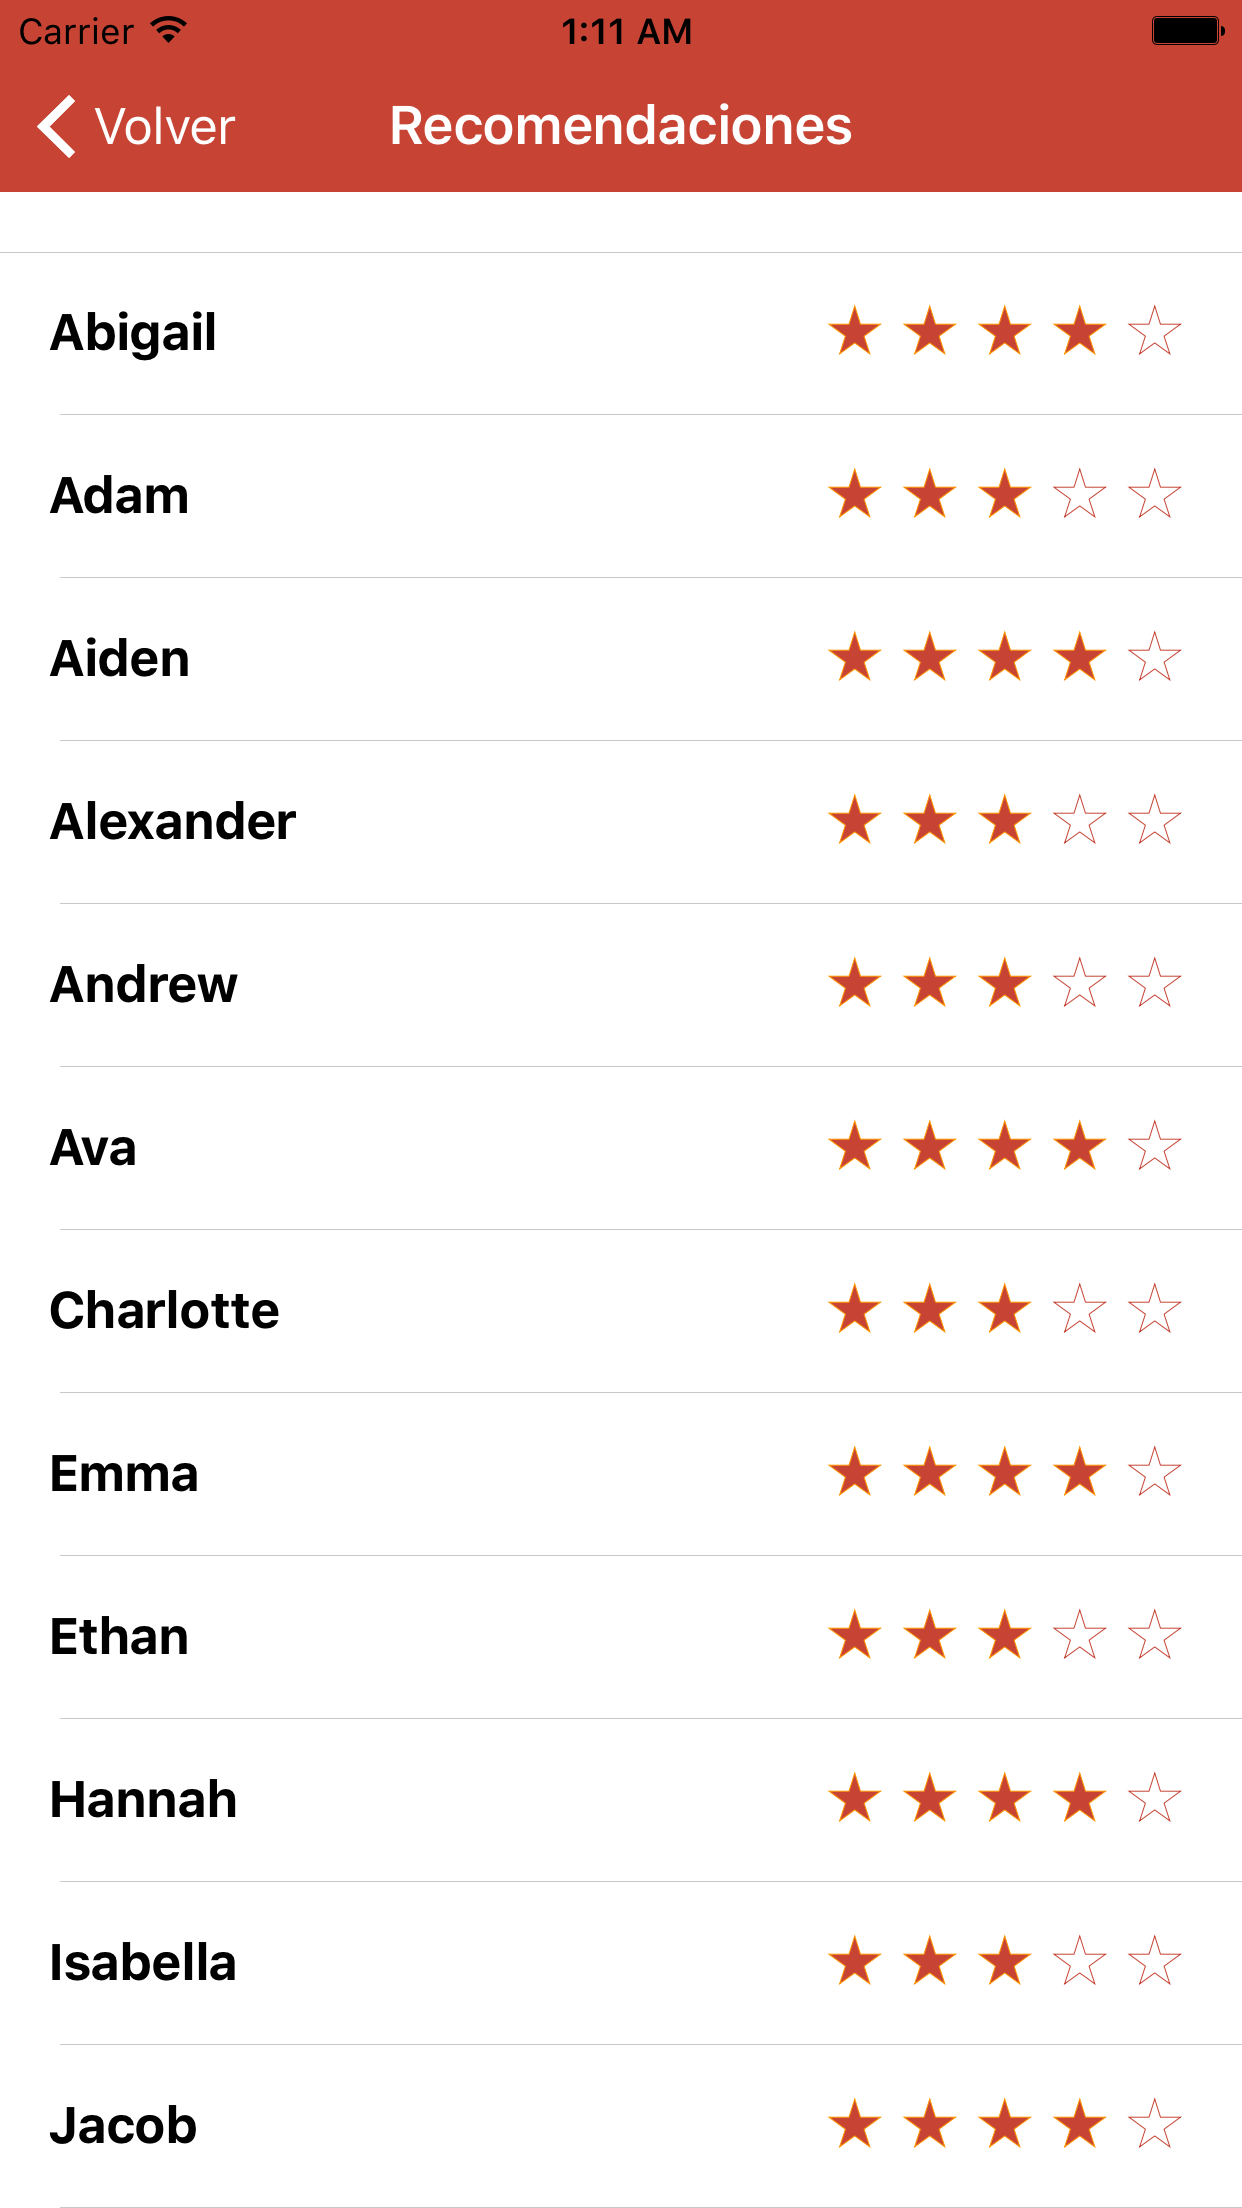 Carrier 1:11 AM
Volver Recomendaciones
Abigail
Adam
Aiden
Alexander
Andrew
Ava
Charlotte
Emma
Ethan
Hannah
Isabella
Jacob